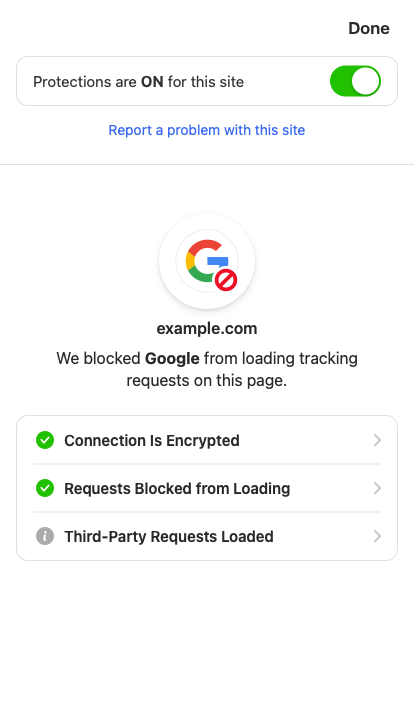 Done
Protections are ON for this site
Report a problem with this site
example.com
We blocked Google from loading tracking
requests on this page.
Connection Is Encrypted
Requests Blocked from Loading
Third-Party Requests Loaded